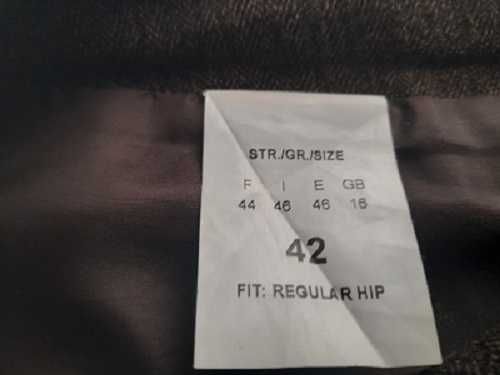 STR./GR./SIZE
F I E GB
44 46 46 16
42
FIT: REGULAR HIP